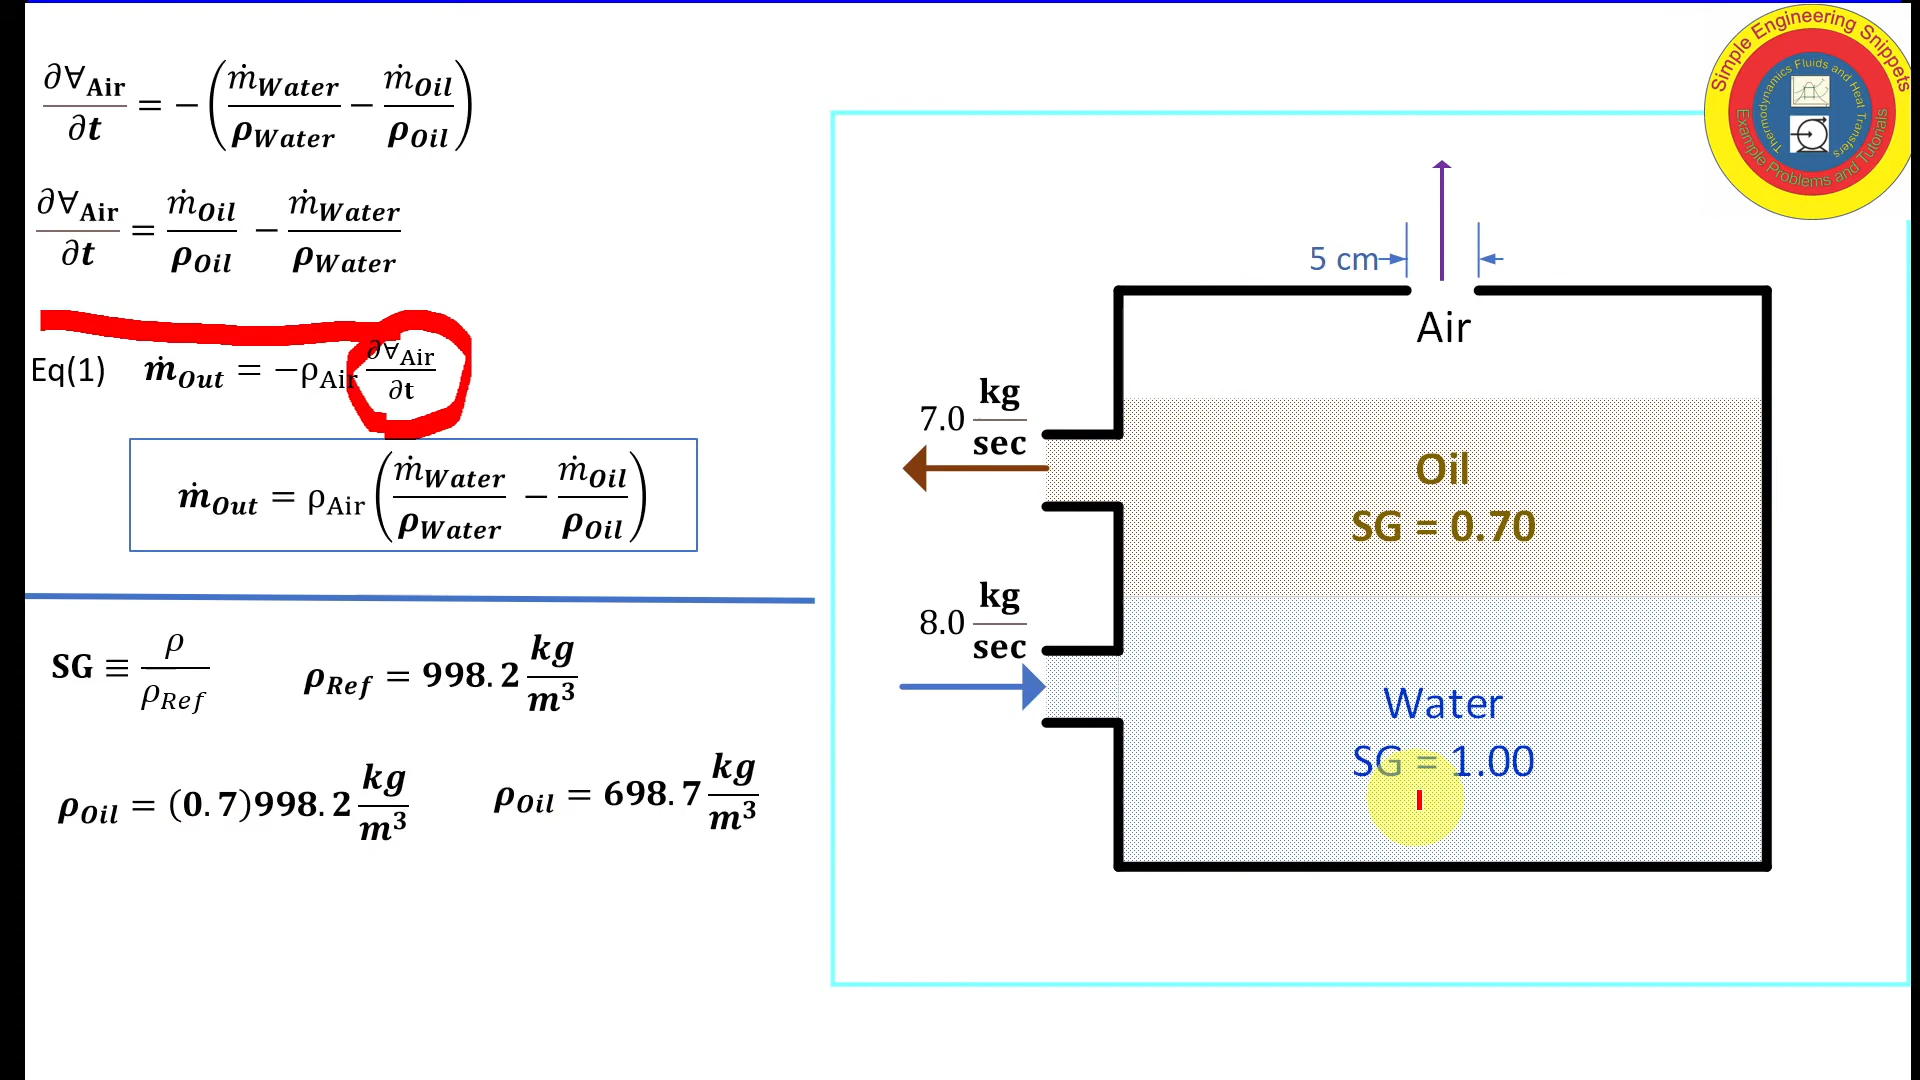 ∂∀Air/∂t = −(ṁWater/ρWater − ṁOil/ρOil)
∂∀Air/∂t = ṁOil/ρOil − ṁWater/ρWater
Eq(1) ṁOut = −ρAir ∂∀Air/∂t
ṁOut = ρAir (ṁWater/ρWater − ṁOil/ρOil)
SG ≡ ρ/ρRef
ρRef = 998.2 kg/m³
ρOil = (0.7)998.2 kg/m³
ρOil = 698.7 kg/m³
Simple Engineering Snippets
Thermodynamics Fluids and Heat Transfers
Example Problems and Tutorials
5 cm
Air
7.0 kg/sec
Oil
SG = 0.70
8.0 kg/sec
Water
SG = 1.00